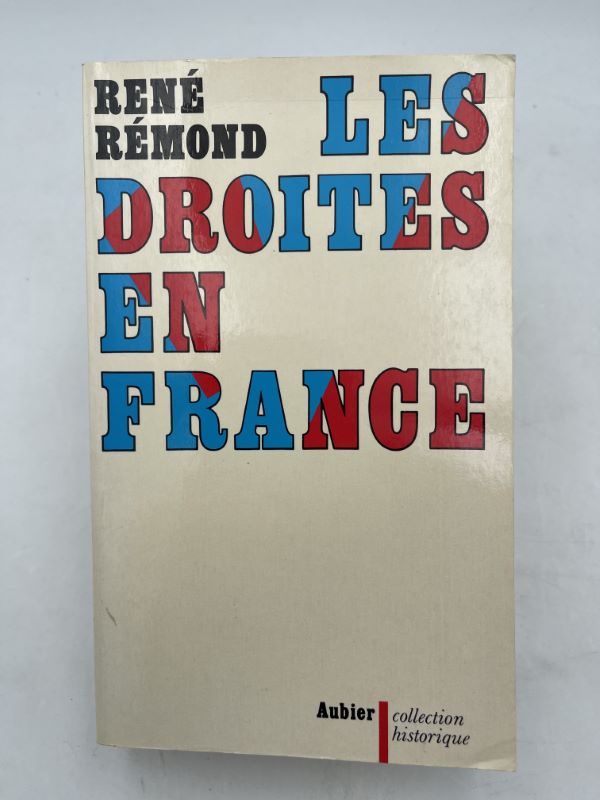 RENÉ
RÉMOND
LES
DROITES
EN
FRANCE
Aubier
collection
historique